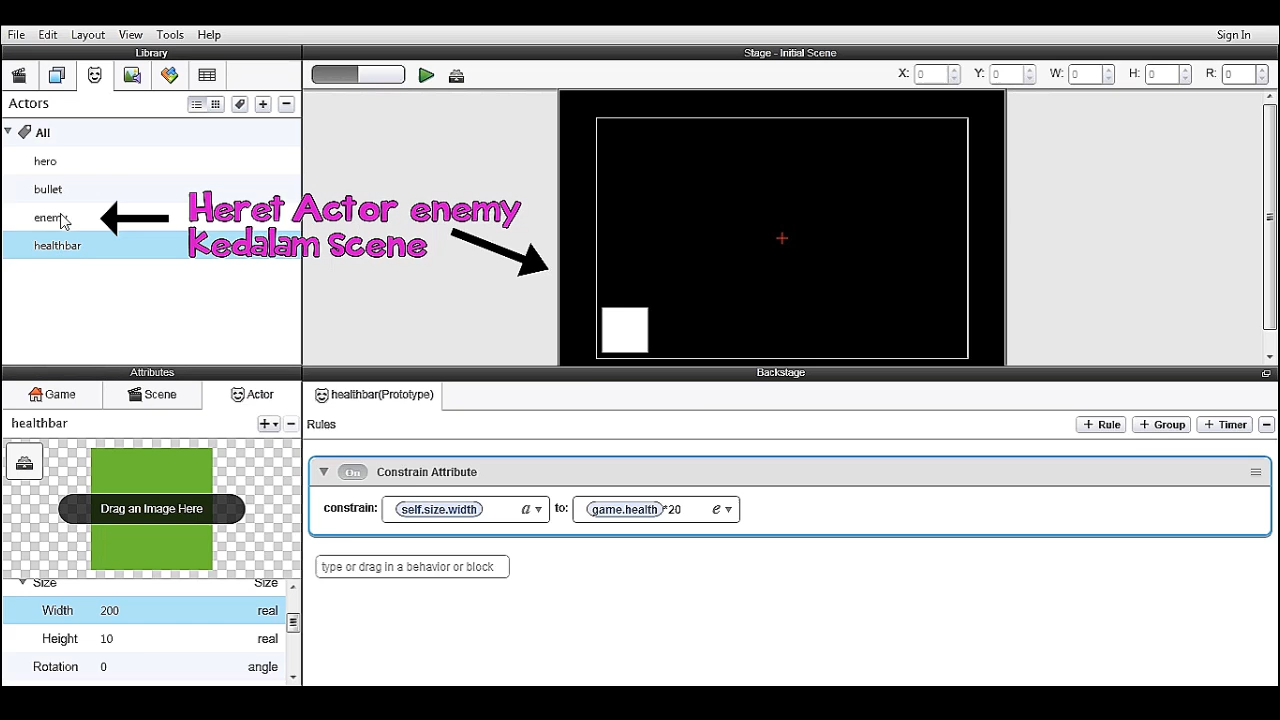 File Edit Layout View Tools Help Sign In
Library
Stage - Initial Scene
X: 0 Y: 0 W: 0 H: 0 R: 0
Actors
All
hero
bullet
enemy
healthbar
Heret Actor enemy
Kedalam Scene
Attributes
Backstage
Game Scene Actor
healthbar(Prototype)
healthbar
Rules
+ Rule + Group + Timer
On Constrain Attribute
constrain: self.size.width a to: game.health *20 e
type or drag in a behavior or block
Drag an Image Here
Size Size
Width 200 real
Height 10 real
Rotation 0 angle